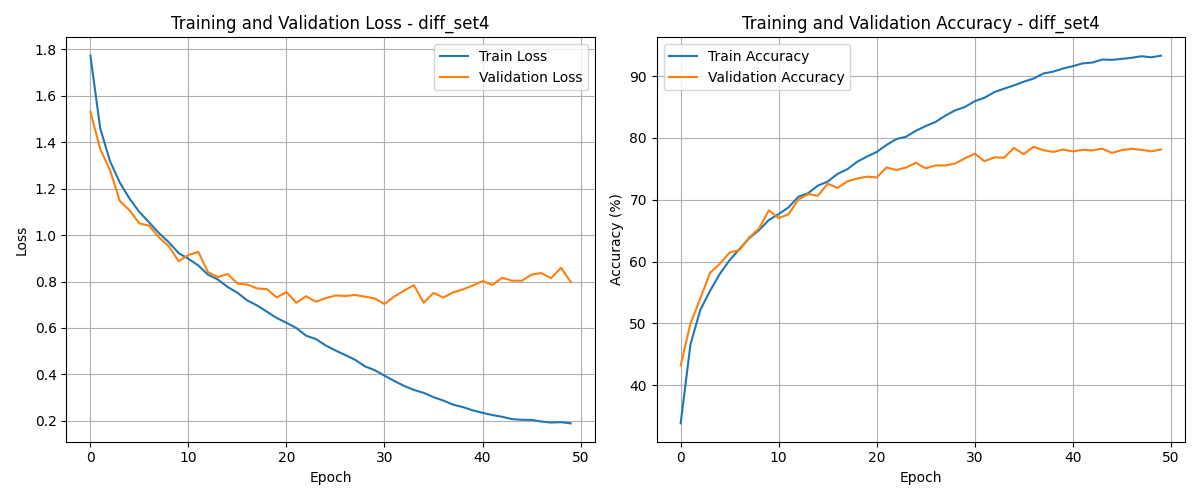 Training and Validation Loss - diff_set4
Train Loss
Validation Loss
1.8
1.6
1.4
1.2
1.0
0.8
0.6
0.4
0.2
Loss
0 10 20 30 40 50
Epoch
Training and Validation Accuracy - diff_set4
Train Accuracy
Validation Accuracy
90
80
70
60
50
40
Accuracy (%)
0 10 20 30 40 50
Epoch